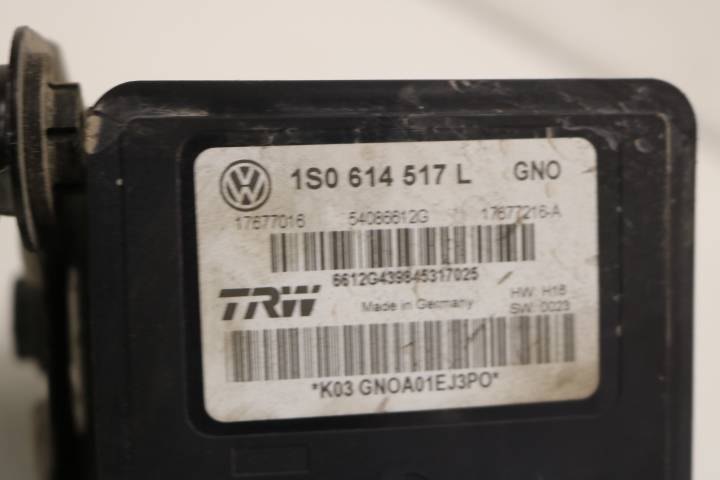 1S0 614 517 L GNO
17677016 54086612G 17677216-A
6612G439845317025
TRW Made in Germany HW: H16
SW: 0023
*K03 GNOA01EJ3PO*